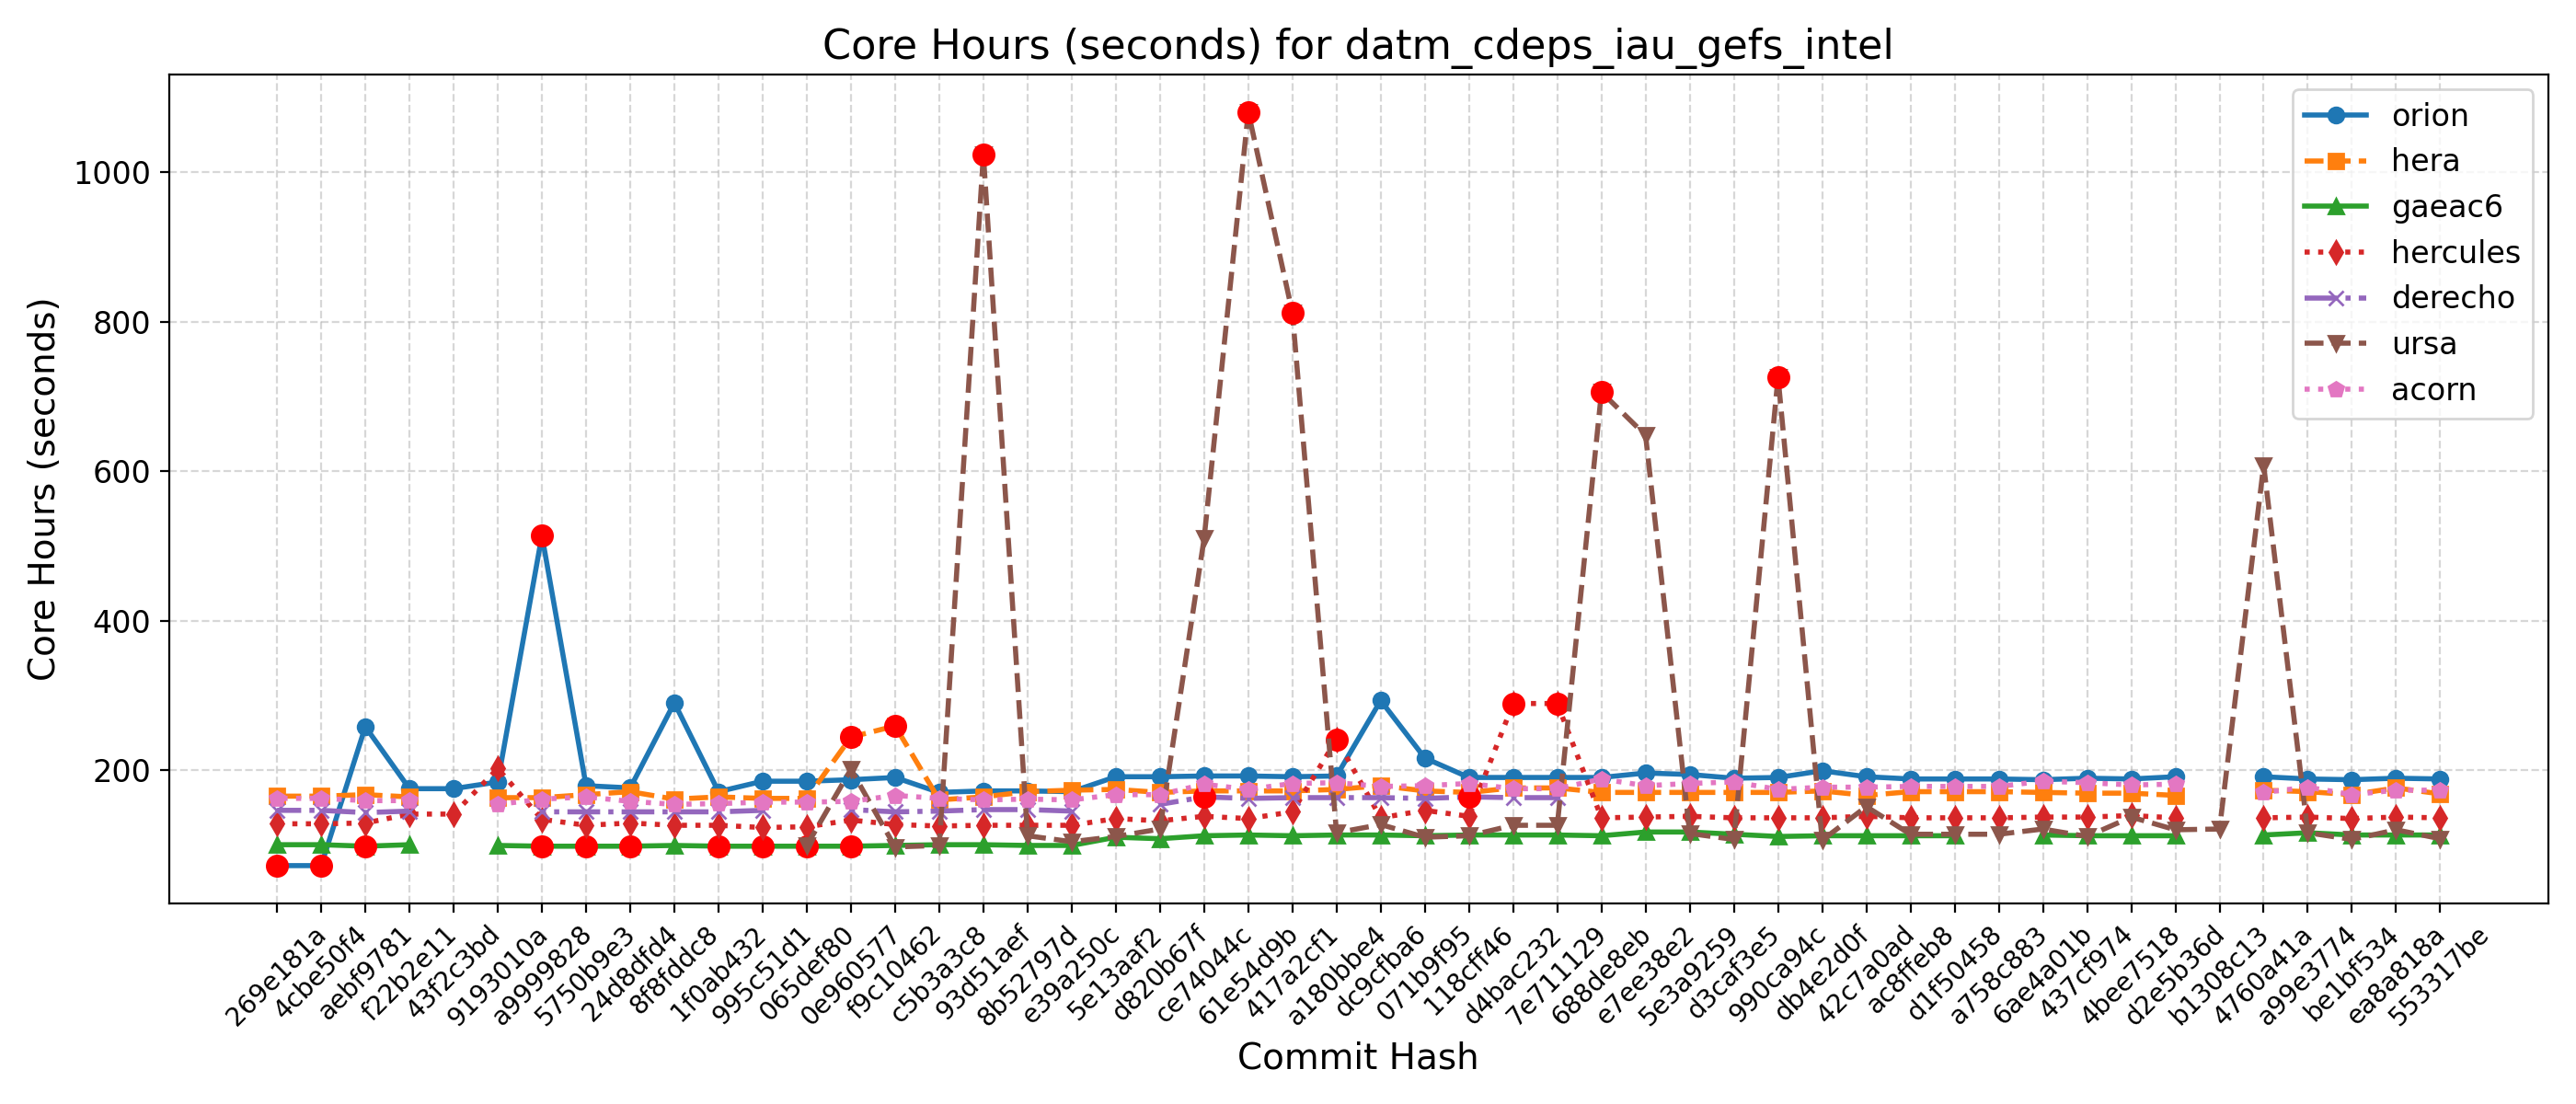 Core Hours (seconds) for datm_cdeps_iau_gefs_intel
Core Hours (seconds)
1000
800
600
400
200
orion
hera
gaeac6
hercules
derecho
ursa
acorn
269e181a
4cbe50f4
aebf9781
f22b2e11
43f2c3bd
9193010a
a9999828
5750b9e3
24d8dfd4
8f8fddc8
1f0ab432
995c51d1
065def80
0e960577
f9c10462
c5b3a3c8
93d51aef
8b52797d
e39a250c
5e13aaf2
d820b67f
ce74044c
61e54d9b
417a2cf1
a180bbe4
dc9cfba6
071b9f95
118cff46
d4bac232
7e711129
688de8eb
e7ee38e2
5e3a9259
d3caf3e5
990ca94c
db4e2d0f
42c7a0ad
ac8ffeb8
d1f50458
a758c883
6ae4a01b
437cf974
4bee7518
d2e5b36d
b1308c13
4760a41a
a99e3774
be1bf534
ea8a818a
553317be
Commit Hash